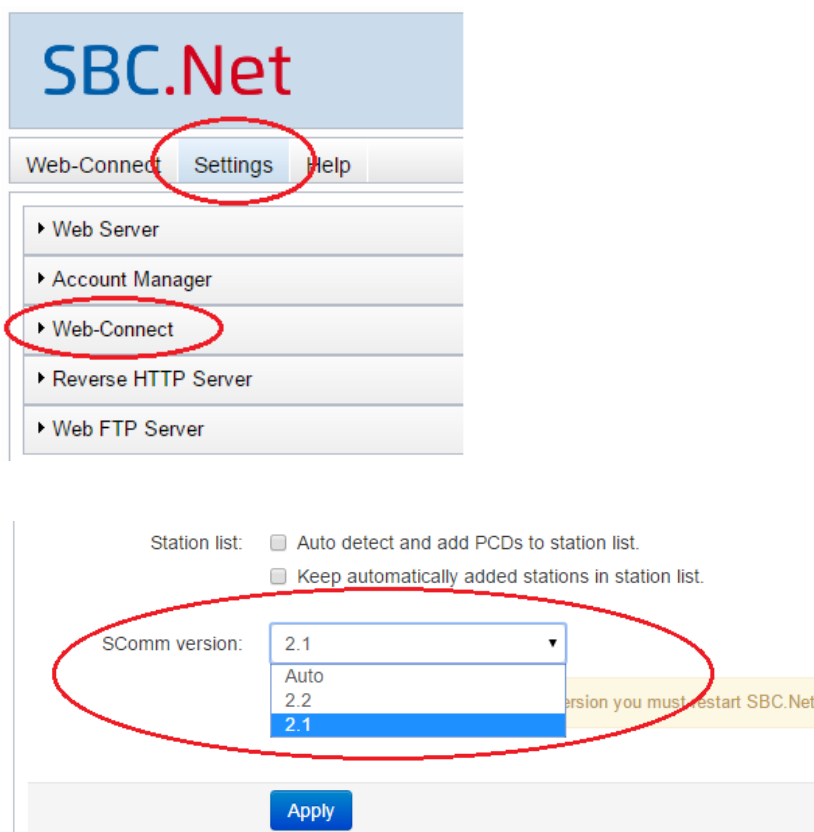 SBC.Net
Web-Connect Settings Help
Web Server
Account Manager
Web-Connect
Reverse HTTP Server
Web FTP Server
Station list: Auto detect and add PCDs to station list.
Keep automatically added stations in station list.
SComm version: 2.1
Auto
2.2
ersion you must restart SBC.Net
2.1
Apply